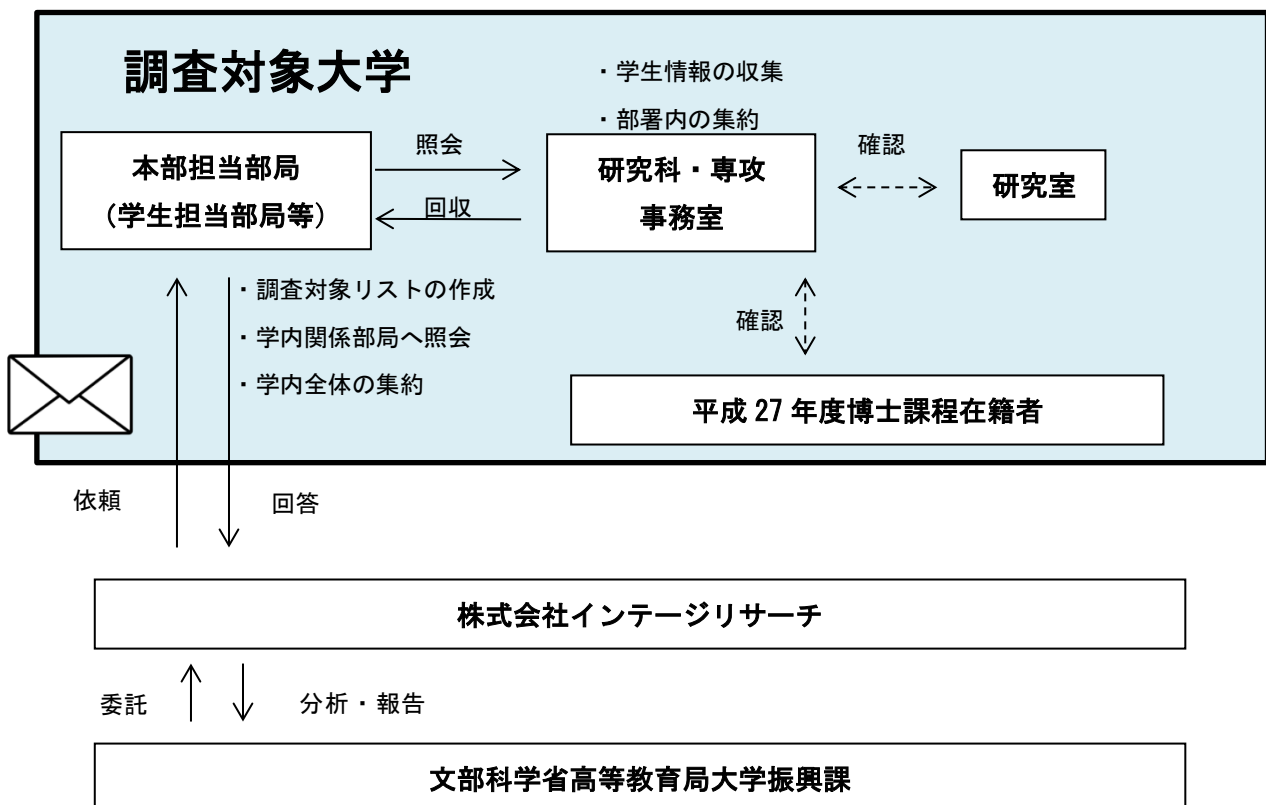 調査対象大学
・学生情報の収集
・部署内の集約
本部担当部局
（学生担当部局等）
照会
回収
研究科・専攻
事務室
確認
研究室
・調査対象リストの作成
・学内関係部局へ照会
・学内全体の集約
確認
平成 27 年度博士課程在籍者
依頼
回答
株式会社インテージリサーチ
委託
分析・報告
文部科学省高等教育局大学振興課